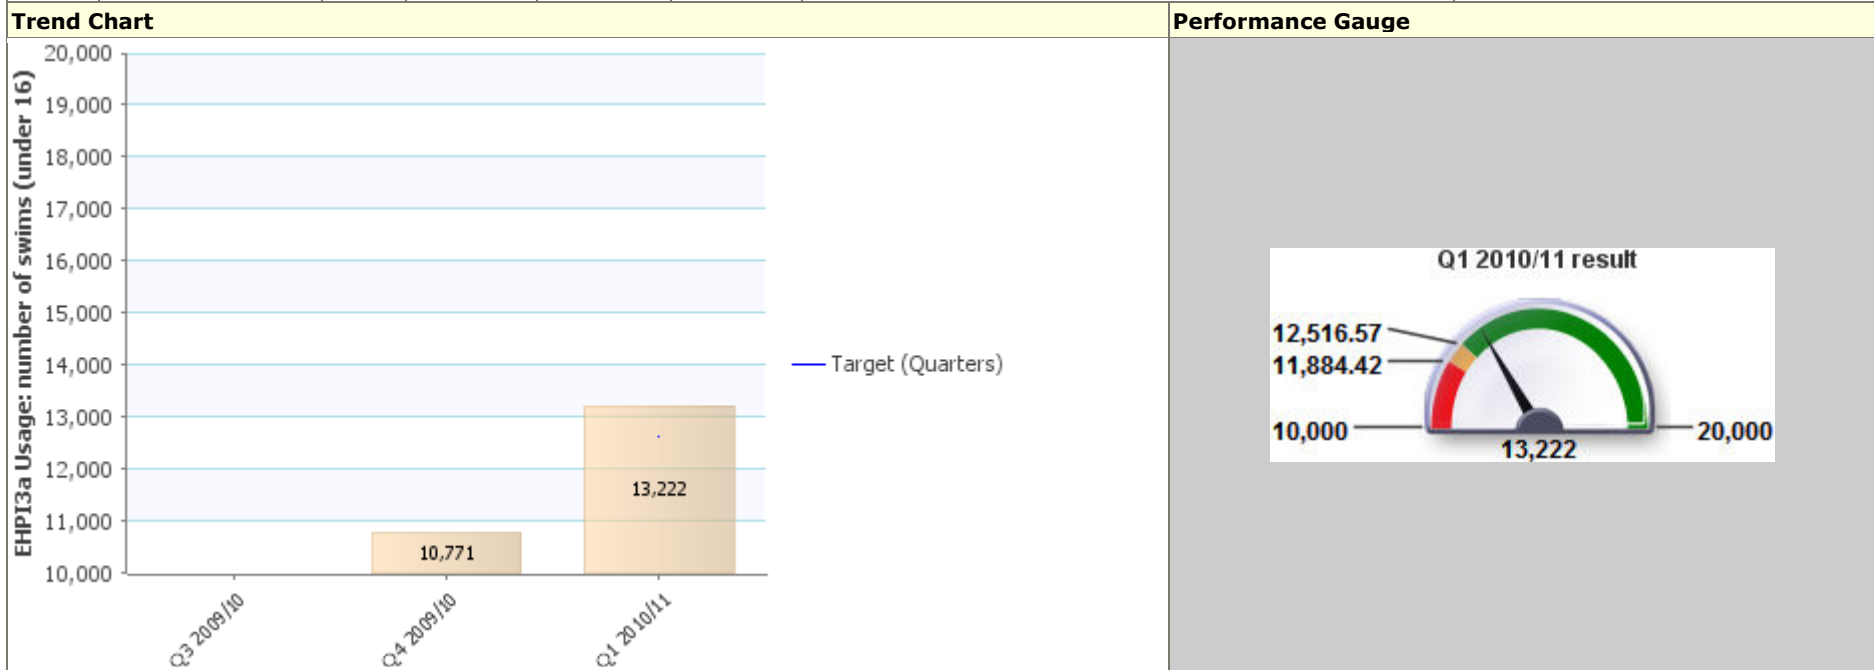 Trend Chart
Performance Gauge
EHPI3a Usage: number of swims (under 16)
20,000
19,000
18,000
17,000
16,000
15,000
14,000
13,000
12,000
11,000
10,000
10,771
13,222
Q3 2009/10
Q4 2009/10
Q1 2010/11
Target (Quarters)
Q1 2010/11 result
12,516.57
11,884.42
10,000
20,000
13,222